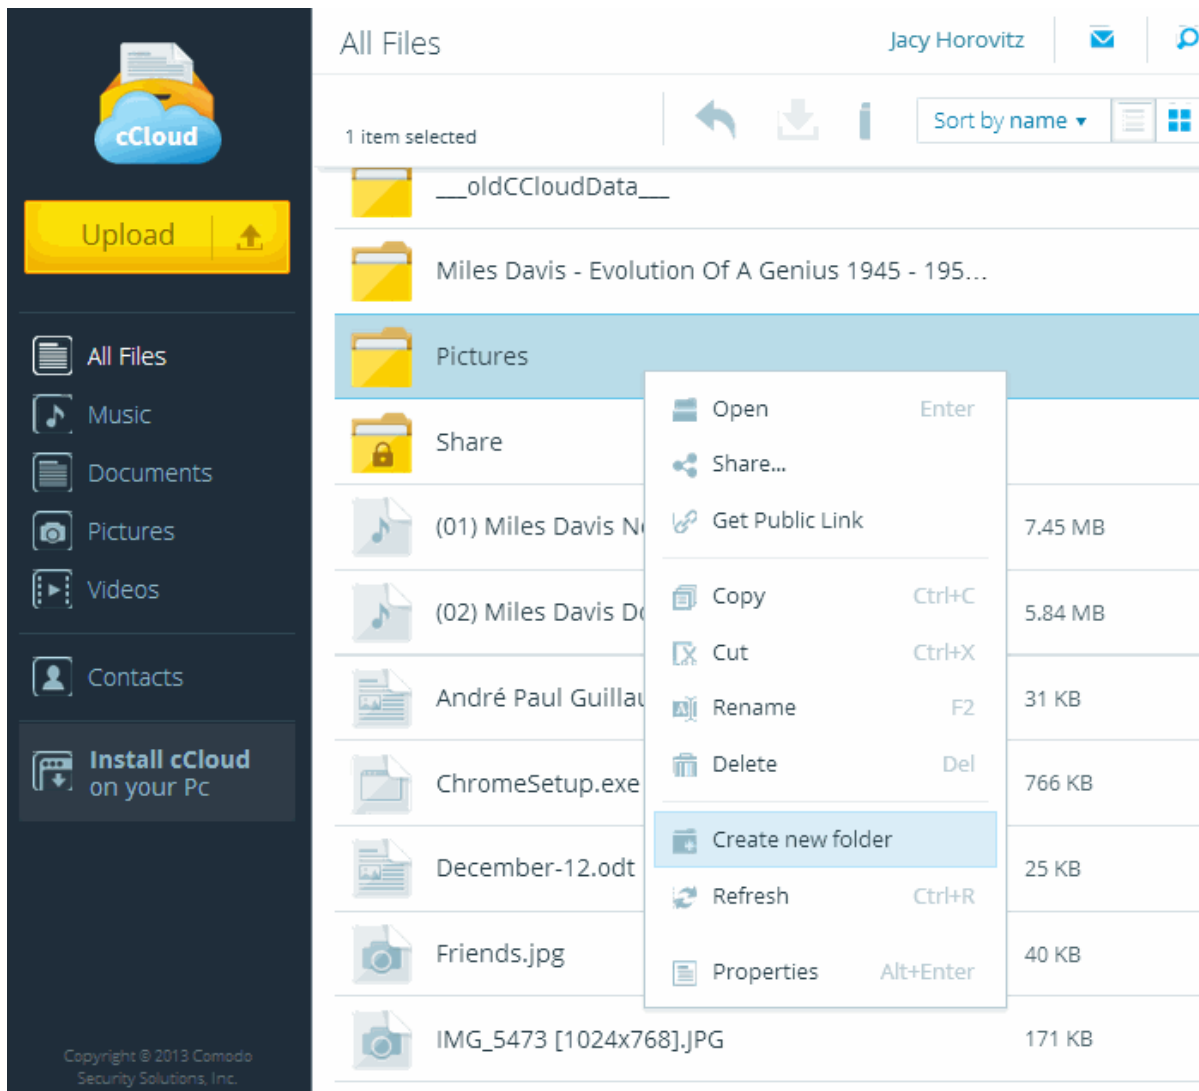 cCloud
Upload
All Files
Music
Documents
Pictures
Videos
Contacts
Install cCloud
on your Pc
Copyright © 2013 Comodo
Security Solutions, Inc.
All Files
Jacy Horovitz
1 item selected
Sort by name
___oldCCloudData___
Miles Davis - Evolution Of A Genius 1945 - 195...
Pictures
Share
(01) Miles Davis 7.45 MB
(02) Miles Davis 5.84 MB
André Paul 31 KB
ChromeSetup.exe 766 KB
December-12.odt 25 KB
Friends.jpg 40 KB
IMG_5473 [1024x768].JPG 171 KB
Open Enter
Share...
Get Public Link
Copy Ctrl+C
Cut Ctrl+X
Rename F2
Delete Del
Create new folder
Refresh Ctrl+R
Properties Alt+Enter